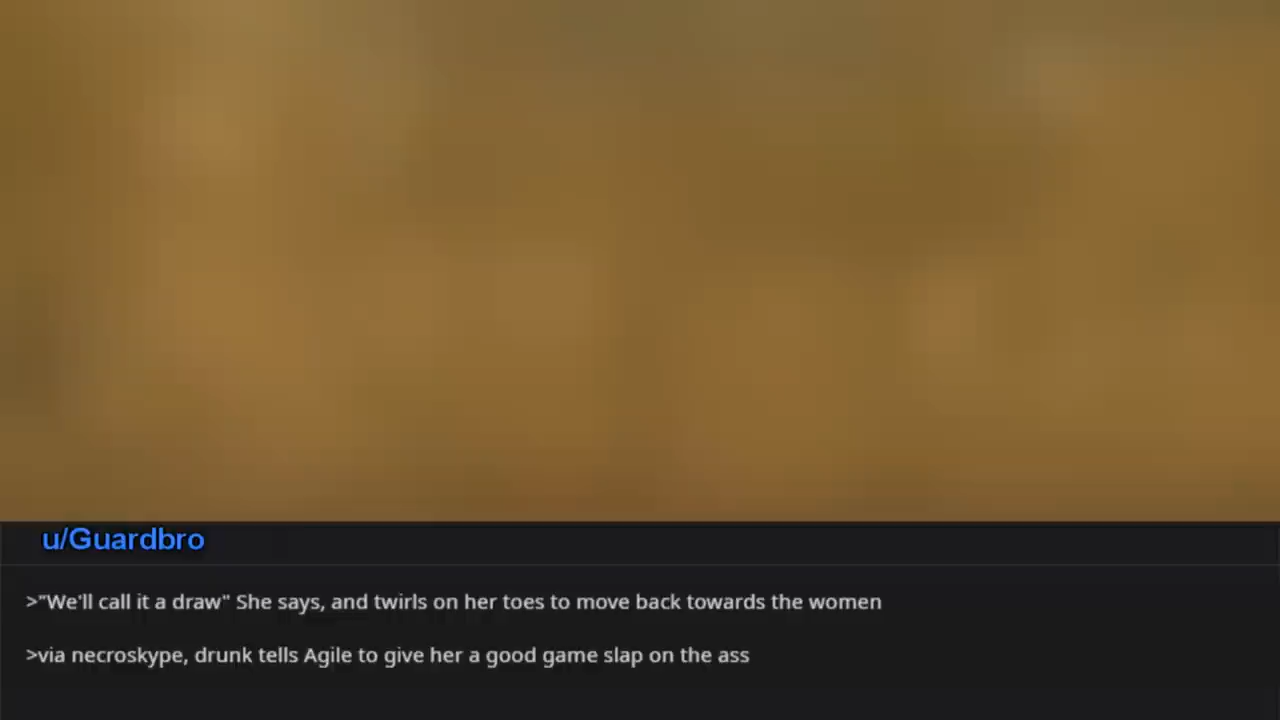 u/Guardbro
>"We'll call it a draw" She says, and twirls on her toes to move back towards the women
>via necroskype, drunk tells Agile to give her a good game slap on the ass